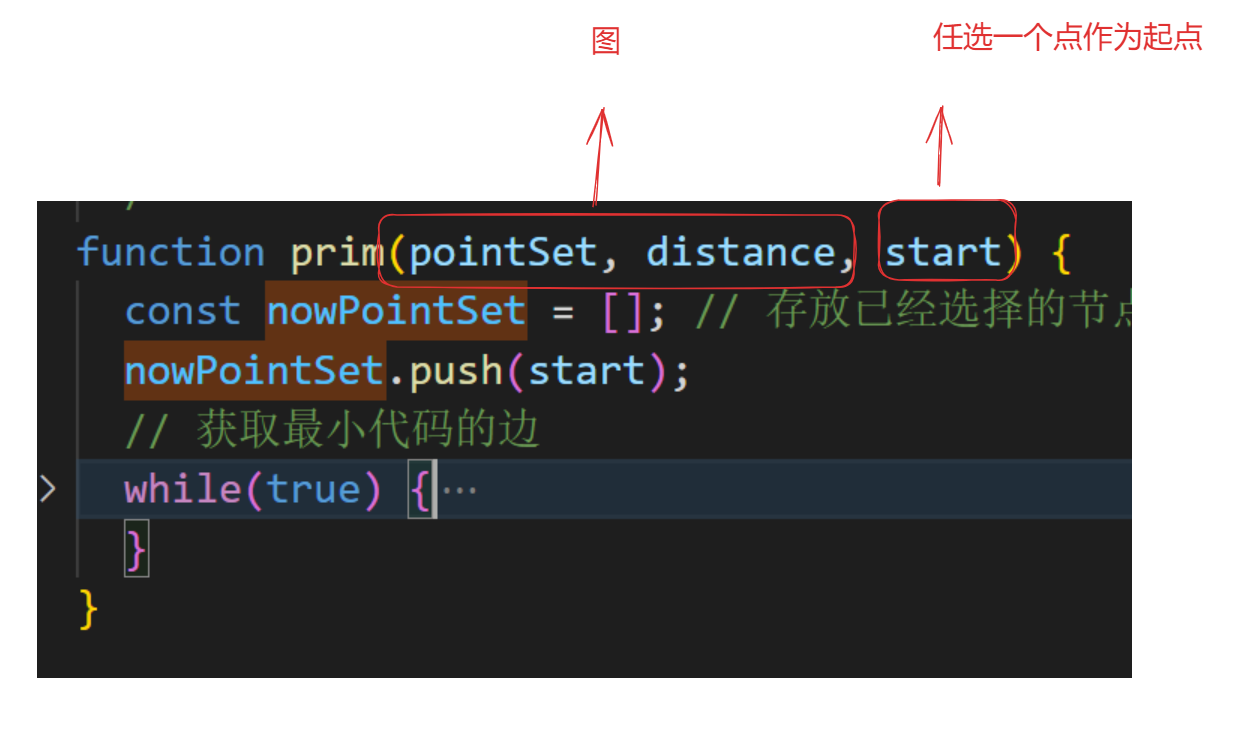 图
任选一个点作为起点
function prim(pointSet, distance, start) {
const nowPointSet = []; // 存放已经选择的节
nowPointSet.push(start);
// 获取最小代码的边
while(true) {···
}
}